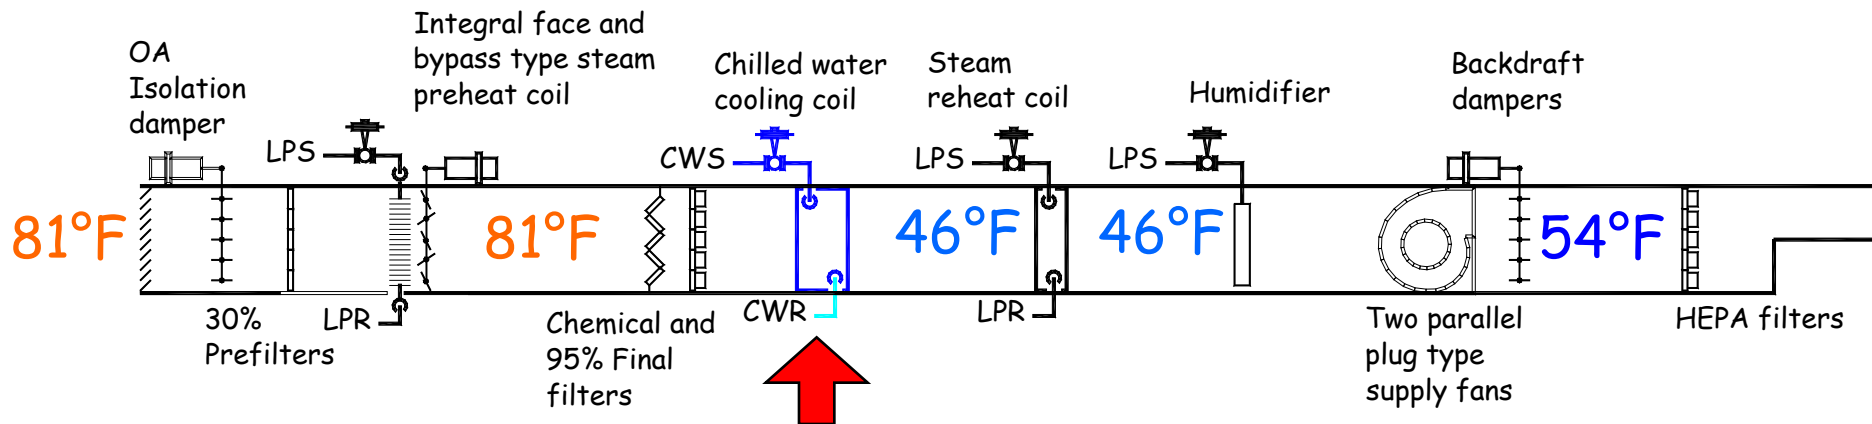 OA
Isolation
damper
Integral face and
bypass type steam
preheat coil
Chilled water
cooling coil
Steam
reheat coil
Humidifier
Backdraft
dampers
LPS
CWS
LPS
LPS
81°F
81°F
46°F
46°F
54°F
30%
Prefilters
LPR
Chemical and
95% Final
filters
CWR
LPR
Two parallel
plug type
supply fans
HEPA filters